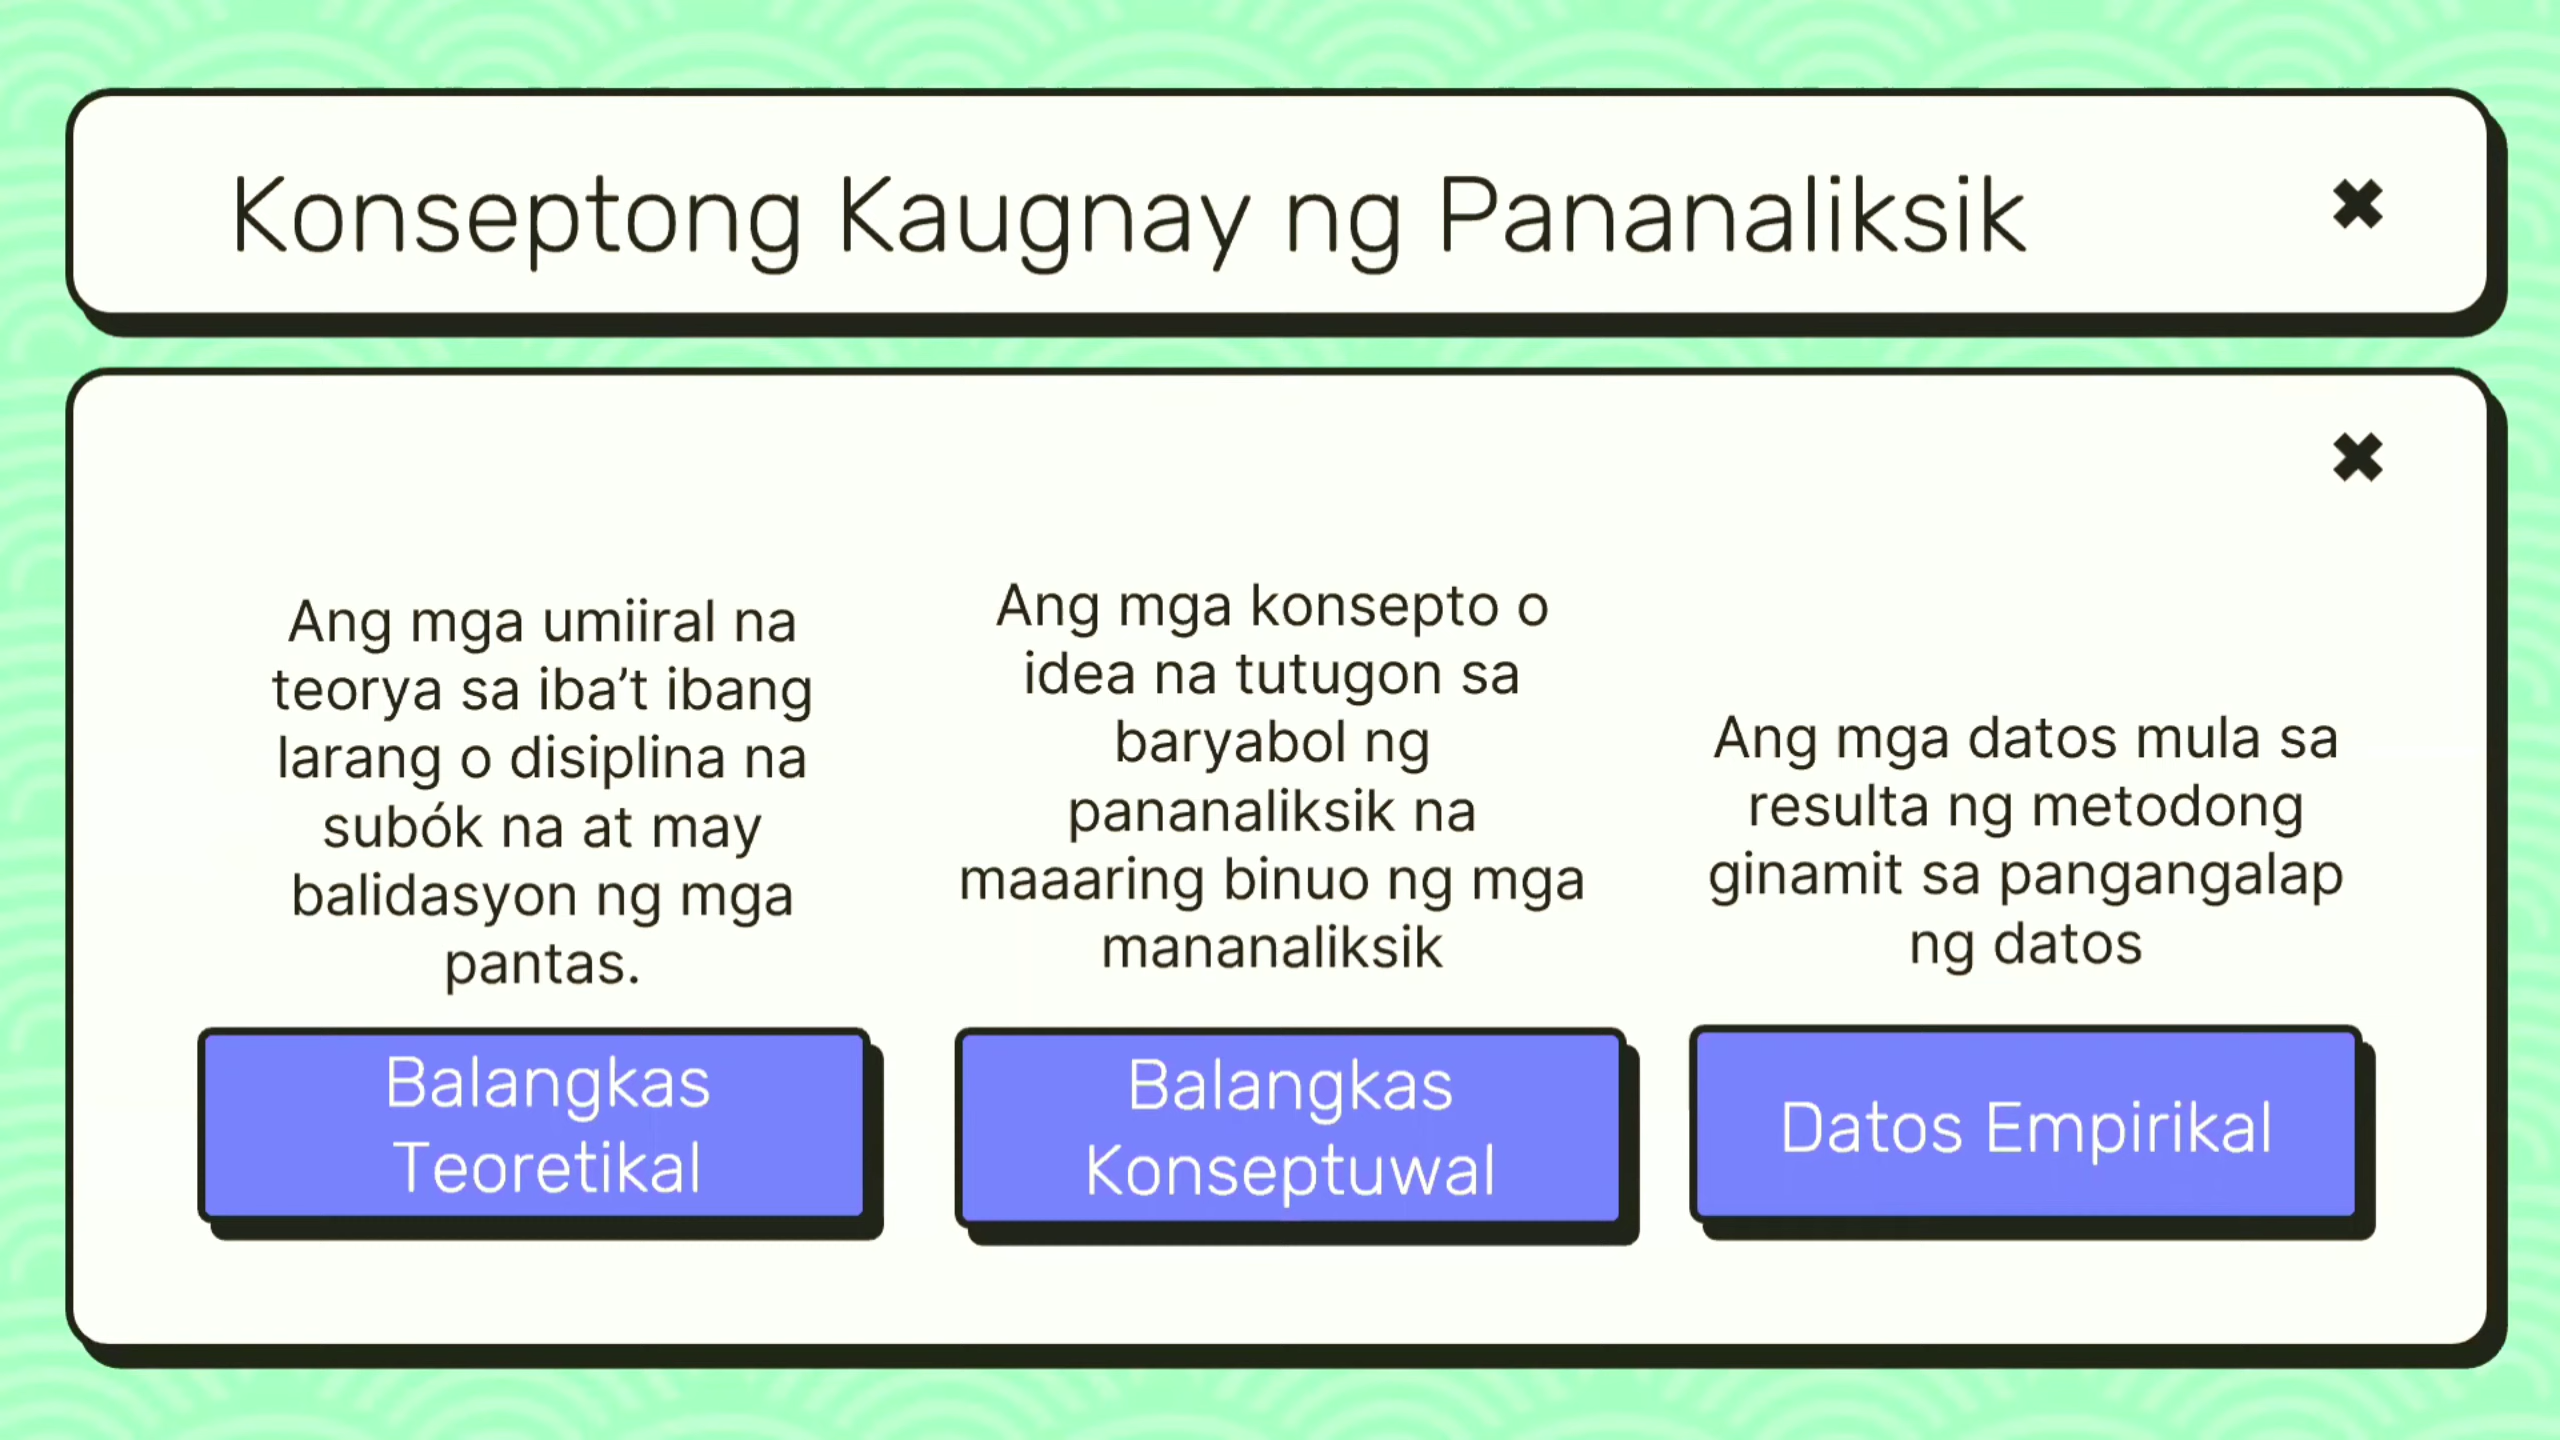 Konseptong Kaugnay ng Pananaliksik
Ang mga umiiral na
teorya sa iba’t ibang
larang o disiplina na
subók na at may
balidasyon ng mga
pantas.
Balangkas
Teoretikal
Ang mga konsepto o
idea na tutugon sa
baryabol ng
pananaliksik na
maaaring binuo ng mga
mananaliksik
Balangkas
Konseptuwal
Ang mga datos mula sa
resulta ng metodong
ginamit sa pangangalap
ng datos
Datos Empirikal